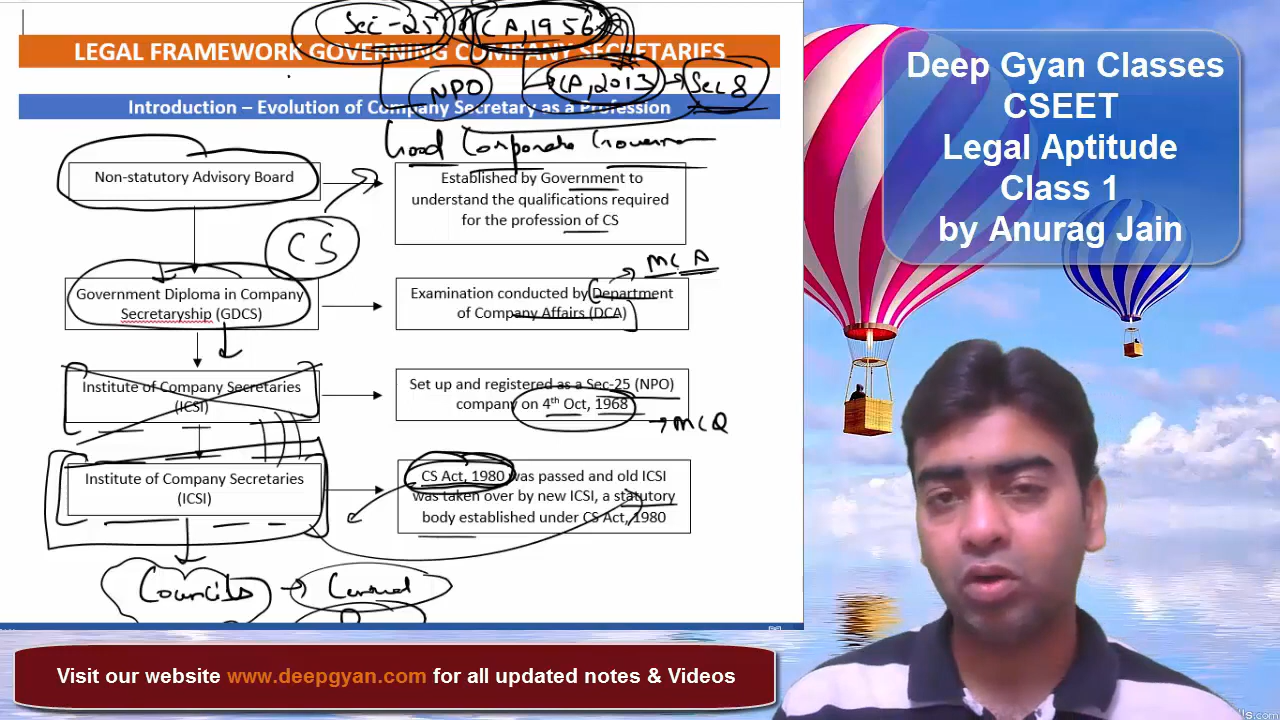 Sec-25 CA, 1956
LEGAL FRAMEWORK GOVERNING COMPANY SECRETARIES
NPO CA, 2013 → Sec 8
Introduction – Evolution of Company Secretary as a Profession
Good Corporate
Non-statutory Advisory Board
Established by Government to
understand the qualifications required
for the profession of CS
CS
MCA
Government Diploma in Company
Secretaryship (GDCS)
Examination conducted by Department
of Company Affairs (DCA)
Institute of Company Secretaries
(ICSI)
Set up and registered as a Sec-25 (NPO)
company on 4th Oct, 1968
→ MCQ
Institute of Company Secretaries
(ICSI)
CS Act, 1980 was passed and old ICSI
was taken over by new ICSI, a statutory
body established under CS Act, 1980
Councils → Central
Deep Gyan Classes
CSEET
Legal Aptitude
Class 1
by Anurag Jain
Visit our website www.deepgyan.com for all updated notes & Videos